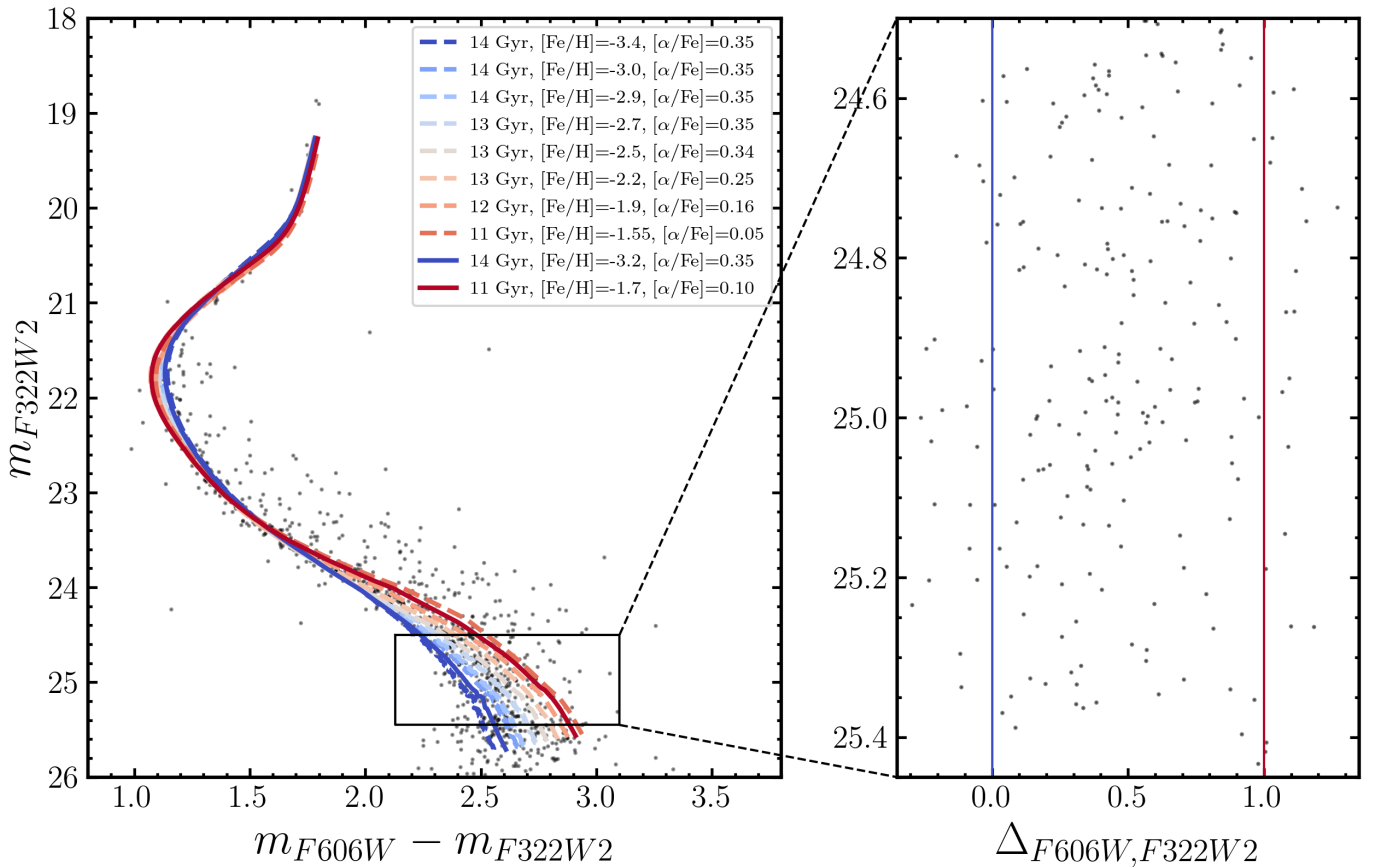 18
19
20
21
22
23
24
25
26
m_{F322W2}
1.0 1.5 2.0 2.5 3.0 3.5
m_{F606W} − m_{F322W2}
14 Gyr, [Fe/H]=-3.4, [α/Fe]=0.35
14 Gyr, [Fe/H]=-3.0, [α/Fe]=0.35
14 Gyr, [Fe/H]=-2.9, [α/Fe]=0.35
13 Gyr, [Fe/H]=-2.7, [α/Fe]=0.35
13 Gyr, [Fe/H]=-2.5, [α/Fe]=0.34
13 Gyr, [Fe/H]=-2.2, [α/Fe]=0.25
12 Gyr, [Fe/H]=-1.9, [α/Fe]=0.16
11 Gyr, [Fe/H]=-1.55, [α/Fe]=0.05
14 Gyr, [Fe/H]=-3.2, [α/Fe]=0.35
11 Gyr, [Fe/H]=-1.7, [α/Fe]=0.10
24.6
24.8
25.0
25.2
25.4
0.0 0.5 1.0
Δ_{F606W,F322W2}